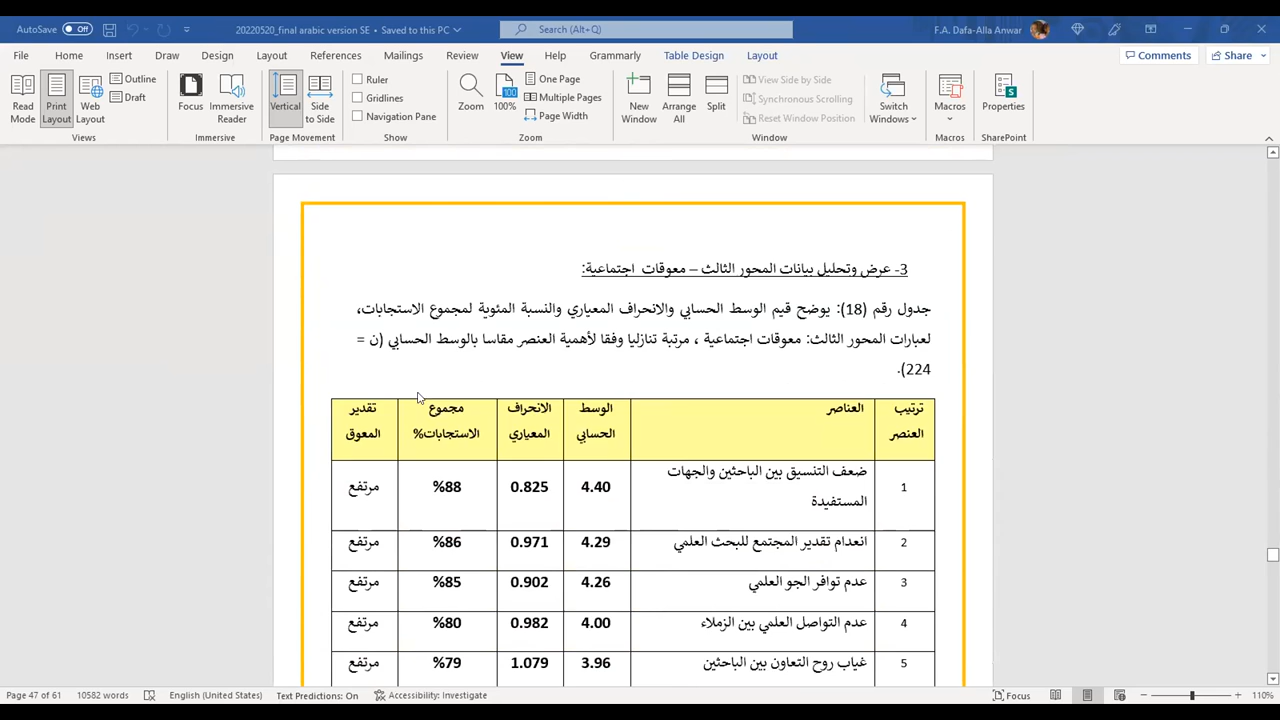 AutoSave Off 20220520_final arabic version SE • Saved to this PC Search (Alt+Q) F.A. Dafa-Alla Anwar
File Home Insert Draw Design Layout References Mailings Review View Help Grammarly Table Design Layout Comments Share
Read Mode Print Layout Web Layout Outline Draft Focus Immersive Reader Vertical Side to Side Ruler Gridlines Navigation Pane Zoom 100% One Page Multiple Pages Page Width New Window Arrange All Split View Side by Side Synchronous Scrolling Reset Window Position Switch Windows Macros Properties
Views Immersive Page Movement Show Zoom Window Macros SharePoint
3- عرض وتحليل بيانات المحور الثالث – معوقات اجتماعية:
جدول رقم (18): يوضح قيم الوسط الحسابي والانحراف المعياري والنسبة المئوية لمجموع الاستجابات،
لعبارات المحور الثالث: معوقات اجتماعية ، مرتبة تنازليا وفقا لأهمية العنصر مقاسا بالوسط الحسابي (ن =
224).
ترتيب العنصر العناصر الوسط الحسابي الانحراف المعياري مجموع الاستجابات% تقدير المعوق
1 ضعف التنسيق بين الباحثين والجهات المستفيدة 4.40 0.825 %88 مرتفع
2 انعدام تقدير المجتمع للبحث العلمي 4.29 0.971 %86 مرتفع
3 عدم توافر الجو العلمي 4.26 0.902 %85 مرتفع
4 عدم التواصل العلمي بين الزملاء 4.00 0.982 %80 مرتفع
5 غياب روح التعاون بين الباحثين 3.96 1.079 %79 مرتفع
Page 47 of 61 10582 words English (United States) Text Predictions: On Accessibility: Investigate Focus 110%